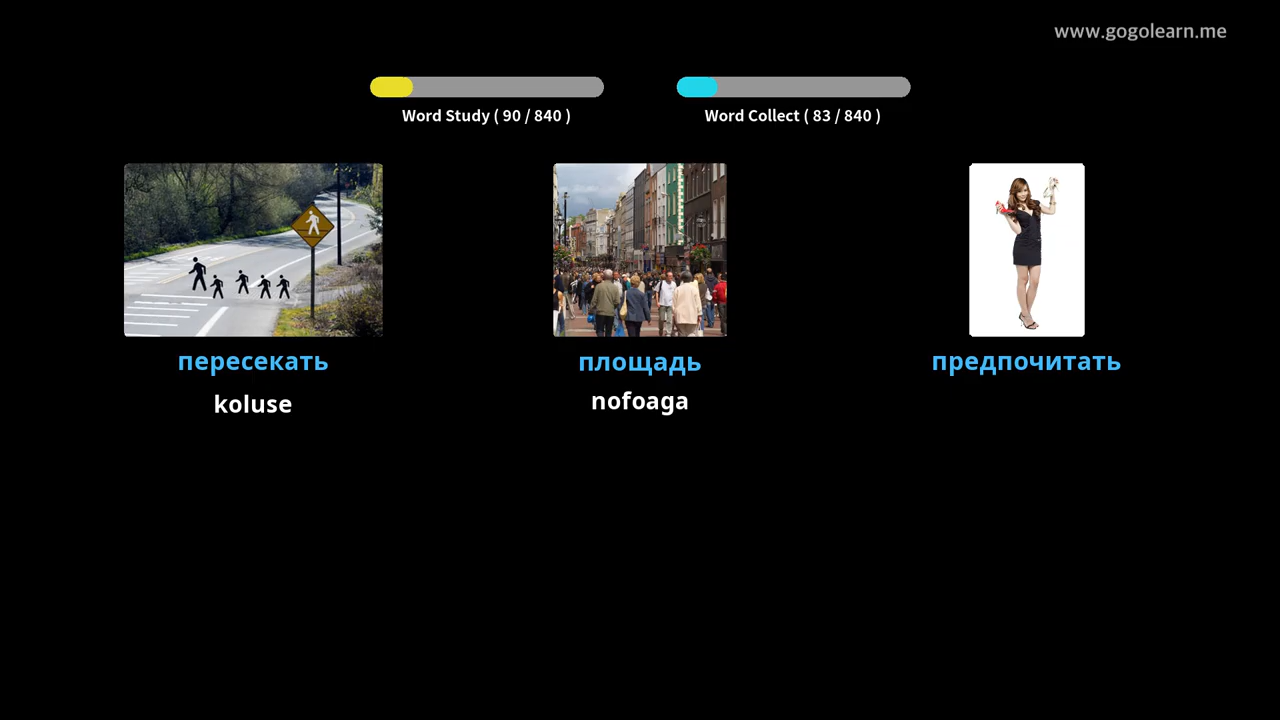 www.gogolearn.me
Word Study ( 90 / 840 )
Word Collect ( 83 / 840 )
пересекать
площадь
предпочитать
koluse
nofoaga